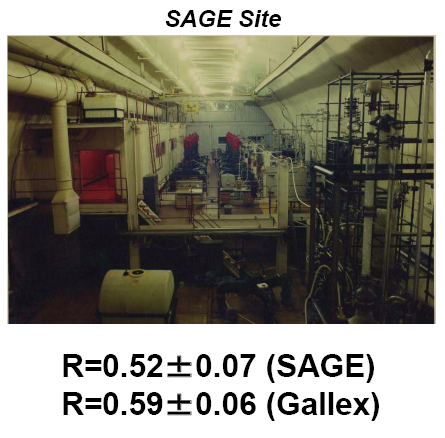 SAGE Site
R=0.52±0.07 (SAGE)
R=0.59±0.06 (Gallex)